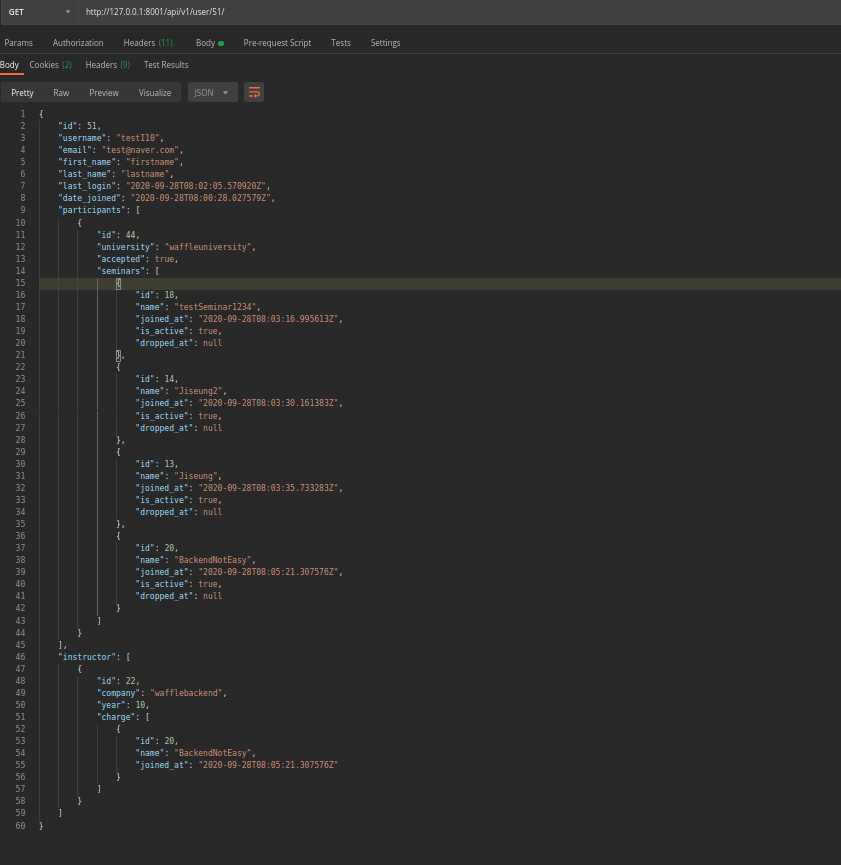 GET http://127.0.0.1:8001/api/v1/user/51/
Params Authorization Headers (11) Body Pre-request Script Tests Settings
Body Cookies (2) Headers (9) Test Results
Pretty Raw Preview Visualize JSON
1 {
2 "id": 51,
3 "username": "testI10",
4 "email": "test@naver.com",
5 "first_name": "firstname",
6 "last_name": "lastname",
7 "last_login": "2020-09-28T08:02:05.570920Z",
8 "date_joined": "2020-09-28T08:00:28.027579Z",
9 "participants": [
10 {
11 "id": 44,
12 "university": "waffleuniversity",
13 "accepted": true,
14 "seminars": [
15 {
16 "id": 18,
17 "name": "testSeminar1234",
18 "joined_at": "2020-09-28T08:03:16.995613Z",
19 "is_active": true,
20 "dropped_at": null
21 },
22 {
23 "id": 14,
24 "name": "Jiseung2",
25 "joined_at": "2020-09-28T08:03:30.161383Z",
26 "is_active": true,
27 "dropped_at": null
28 },
29 {
30 "id": 13,
31 "name": "Jiseung",
32 "joined_at": "2020-09-28T08:03:35.733283Z",
33 "is_active": true,
34 "dropped_at": null
35 },
36 {
37 "id": 20,
38 "name": "BackendNotEasy",
39 "joined_at": "2020-09-28T08:05:21.307576Z",
40 "is_active": true,
41 "dropped_at": null
42 }
43 ]
44 }
45 ],
46 "instructor": [
47 {
48 "id": 22,
49 "company": "wafflebackend",
50 "year": 10,
51 "charge": [
52 {
53 "id": 20,
54 "name": "BackendNotEasy",
55 "joined_at": "2020-09-28T08:05:21.307576Z"
56 }
57 ]
58 }
59 ]
60 }